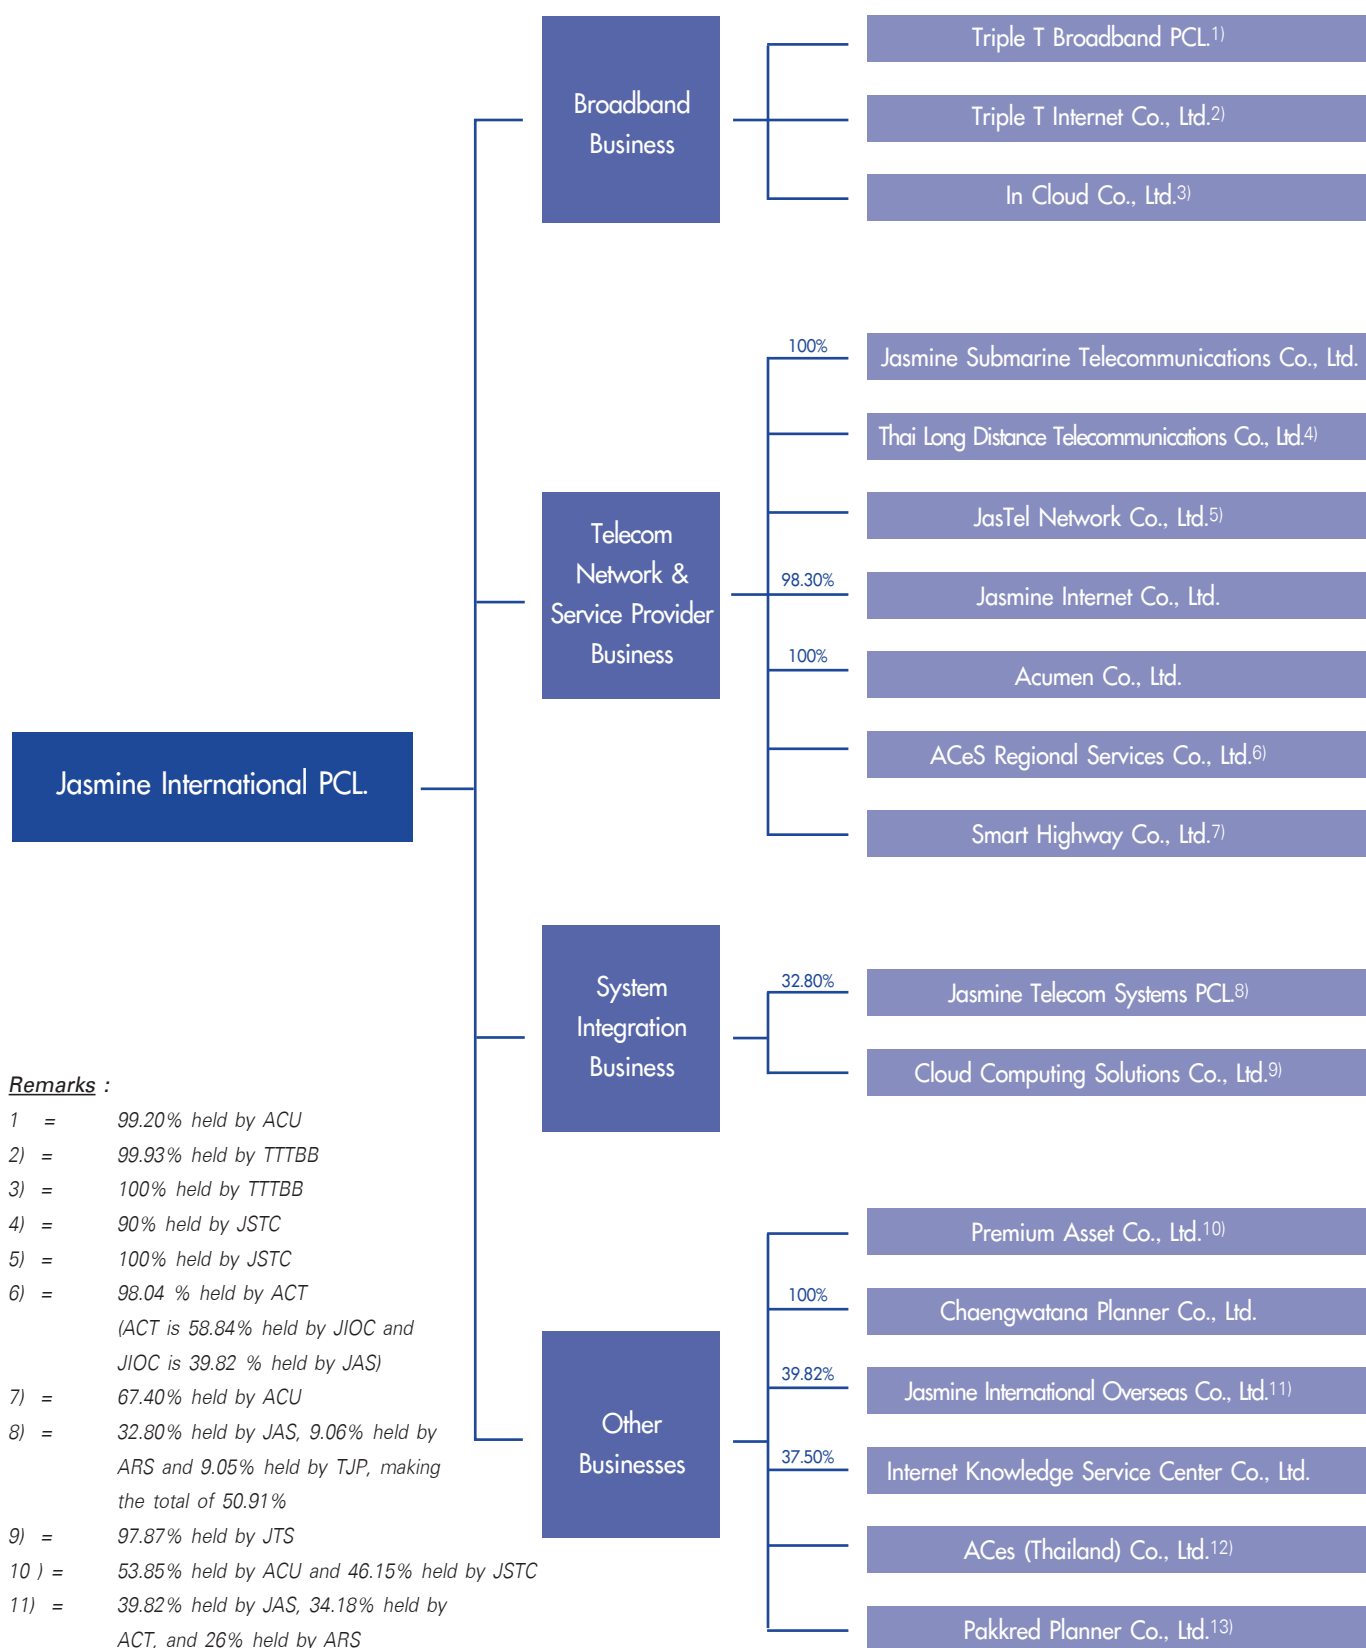 Jasmine International PCL.
Broadband
Business
Triple T Broadband PCL.1)
Triple T Internet Co., Ltd.2)
In Cloud Co., Ltd.3)
Telecom
Network &
Service Provider
Business
100%
Jasmine Submarine Telecommunications Co., Ltd.
Thai Long Distance Telecommunications Co., Ltd.4)
JasTel Network Co., Ltd.5)
98.30%
Jasmine Internet Co., Ltd.
100%
Acumen Co., Ltd.
ACeS Regional Services Co., Ltd.6)
Smart Highway Co., Ltd.7)
System
Integration
Business
32.80%
Jasmine Telecom Systems PCL.8)
Cloud Computing Solutions Co., Ltd.9)
Other
Businesses
Premium Asset Co., Ltd.10)
100%
Chaengwatana Planner Co., Ltd.
39.82%
Jasmine International Overseas Co., Ltd.11)
37.50%
Internet Knowledge Service Center Co., Ltd.
ACes (Thailand) Co., Ltd.12)
Pakkred Planner Co., Ltd.13)
Remarks :
1 = 99.20% held by ACU
2) = 99.93% held by TTTBB
3) = 100% held by TTTBB
4) = 90% held by JSTC
5) = 100% held by JSTC
6) = 98.04 % held by ACT
(ACT is 58.84% held by JIOC and
JIOC is 39.82 % held by JAS)
7) = 67.40% held by ACU
8) = 32.80% held by JAS, 9.06% held by
ARS and 9.05% held by TJP, making
the total of 50.91%
9) = 97.87% held by JTS
10 ) = 53.85% held by ACU and 46.15% held by JSTC
11) = 39.82% held by JAS, 34.18% held by
ACT, and 26% held by ARS